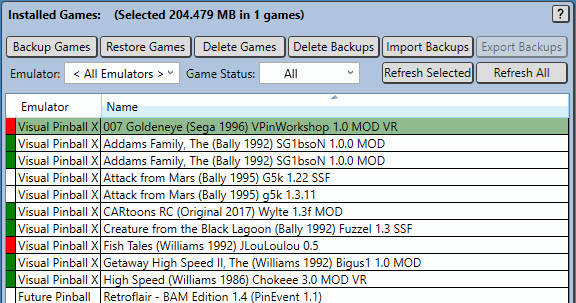 Installed Games: (Selected 204.479 MB in 1 games) ?
Backup Games Restore Games Delete Games Delete Backups Import Backups Export Backups
Emulator: < All Emulators > Game Status: All Refresh Selected Refresh All
Emulator Name
Visual Pinball X 007 Goldeneye (Sega 1996) VPinWorkshop 1.0 MOD VR
Visual Pinball X Addams Family, The (Bally 1992) SG1bsoN 1.0.0 MOD
Visual Pinball X Addams Family, The (Bally 1992) SG1bsoN 1.0.0 MOD
Visual Pinball X Attack from Mars (Bally 1995) G5k 1.22 SSF
Visual Pinball X Attack from Mars (Bally 1995) g5k 1.3.11
Visual Pinball X CARtoons RC (Original 2017) Wylte 1.3f MOD
Visual Pinball X Creature from the Black Lagoon (Bally 1992) Fuzzel 1.3 SSF
Visual Pinball X Fish Tales (Williams 1992) JLouLoulou 0.5
Visual Pinball X Getaway High Speed II, The (Williams 1992) Bigus1 1.0 MOD
Visual Pinball X High Speed (Williams 1986) Chokeee 3.0 MOD VR
Future Pinball Retroflair - BAM Edition 1.4 (PinEvent 1.1)